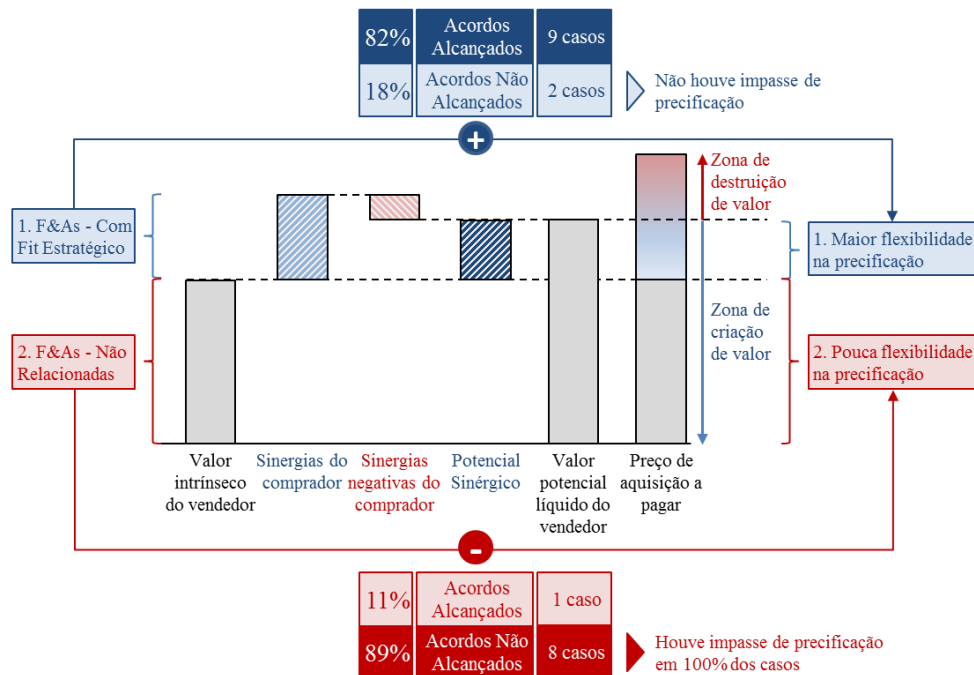 82%
Acordos
Alcançados
9 casos
18%
Acordos Não
Alcançados
2 casos
Não houve impasse de
precificação
+
Zona de
destruição
de valor
1. F&As - Com
Fit Estratégico
1. Maior flexibilidade
na precificação
Zona de
criação
de valor
2. F&As - Não
Relacionadas
2. Pouca flexibilidade
na precificação
Valor
intrínseco
do vendedor
Sinergias do
comprador
Sinergias
negativas do
comprador
Potencial
Sinérgico
Valor
potencial
líquido do
vendedor
Preço de
aquisição a
pagar
-
11%
Acordos
Alcançados
1 caso
89%
Acordos Não
Alcançados
8 casos
Houve impasse de precificação
em 100% dos casos